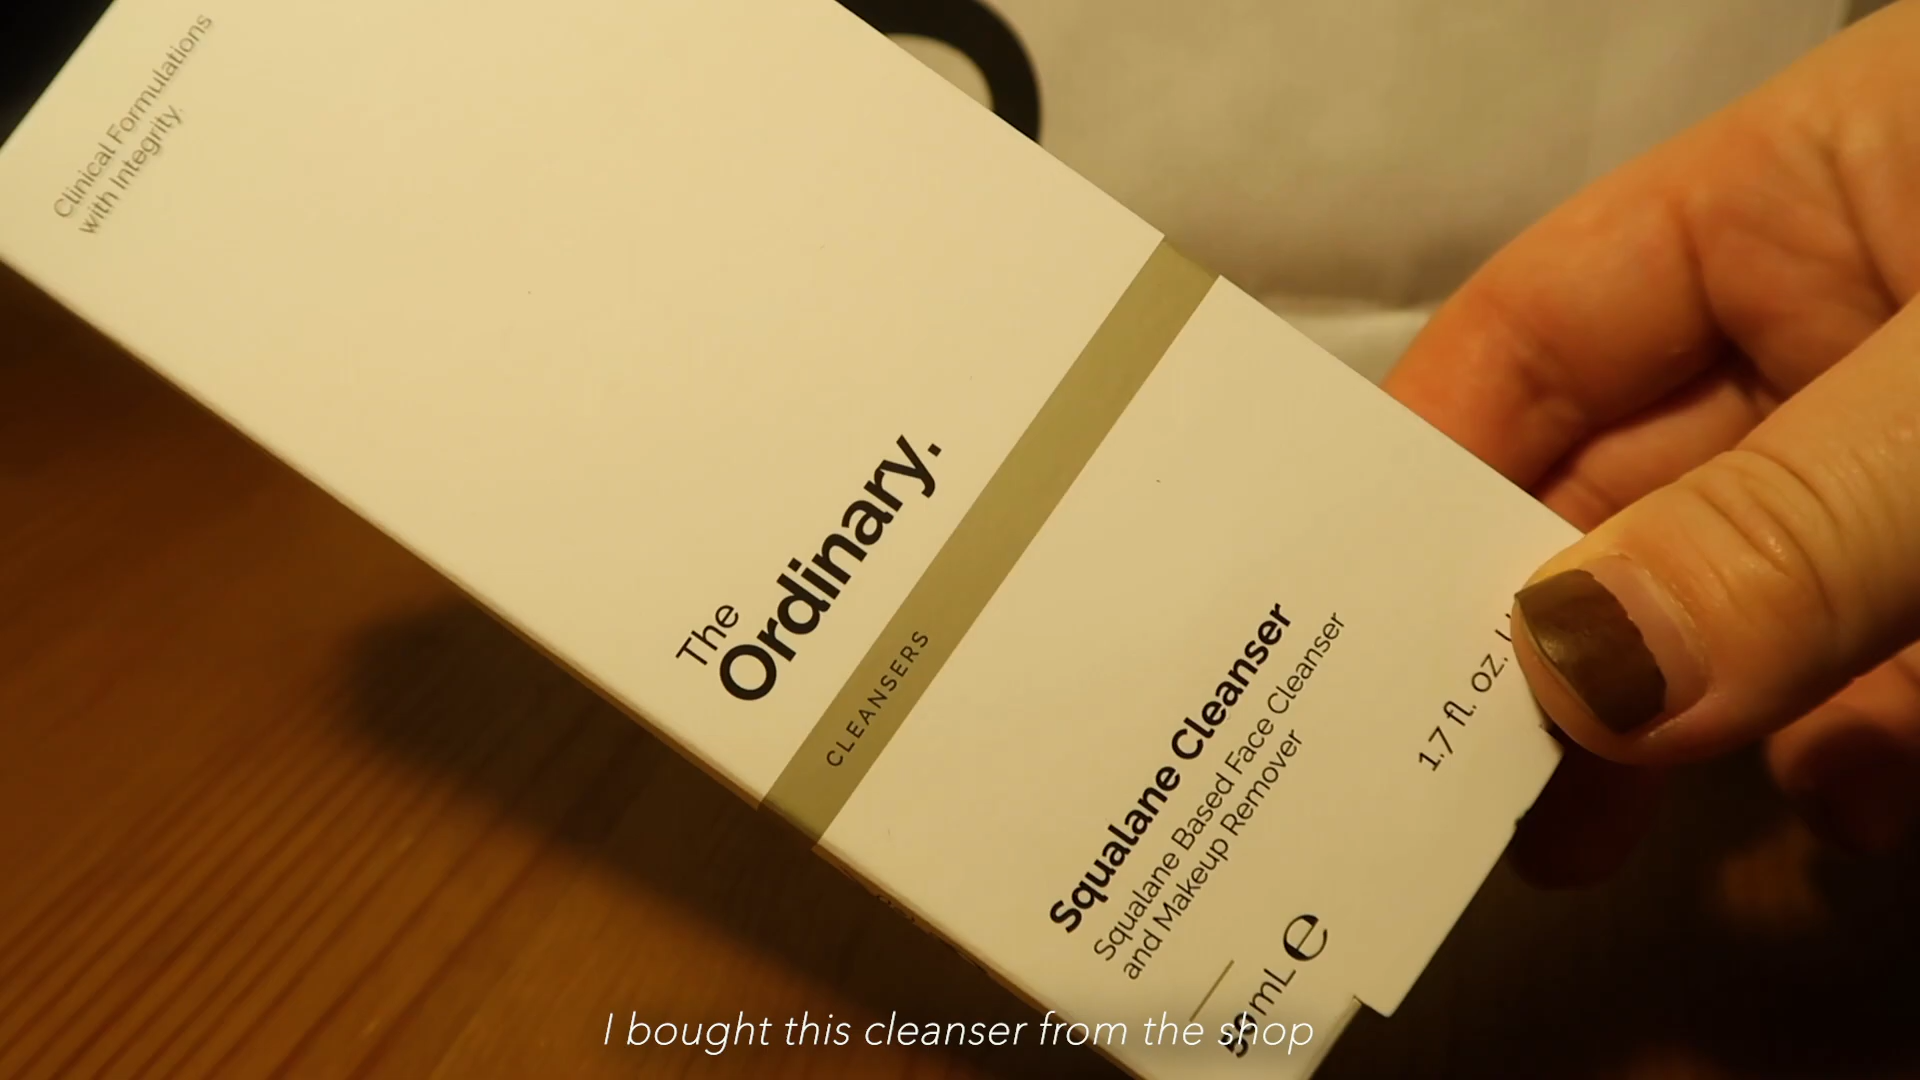 Clinical Formulations
with Integrity.
The
Ordinary.
CLEANSERS
Squalane Cleanser
Squalane Based Face Cleanser
and Makeup Remover
mL e
1.7 fl. oz.
I bought this cleanser from the shop